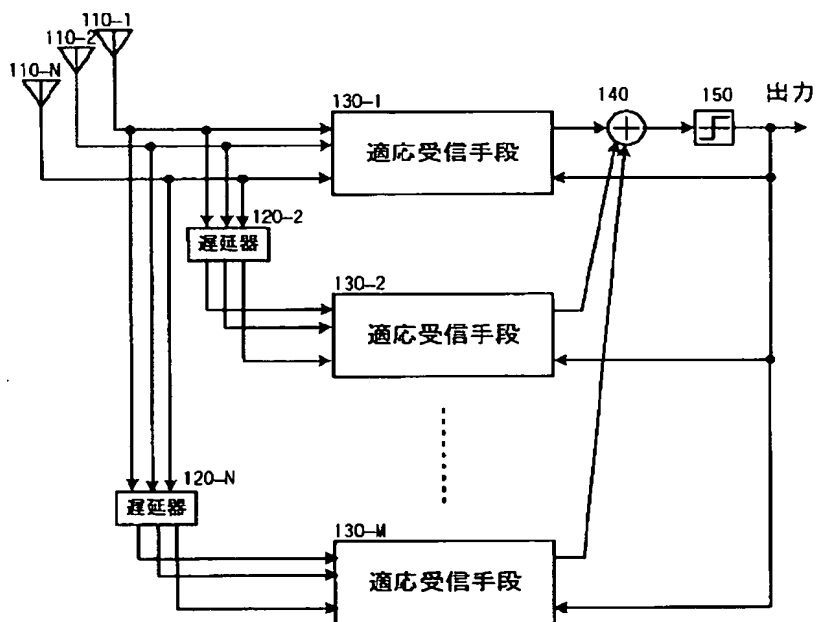 110-1
110-2
110-N
130-1
適応受信手段
140
150
出力
120-2
遅延器
130-2
適応受信手段
120-N
遅延器
130-M
適応受信手段